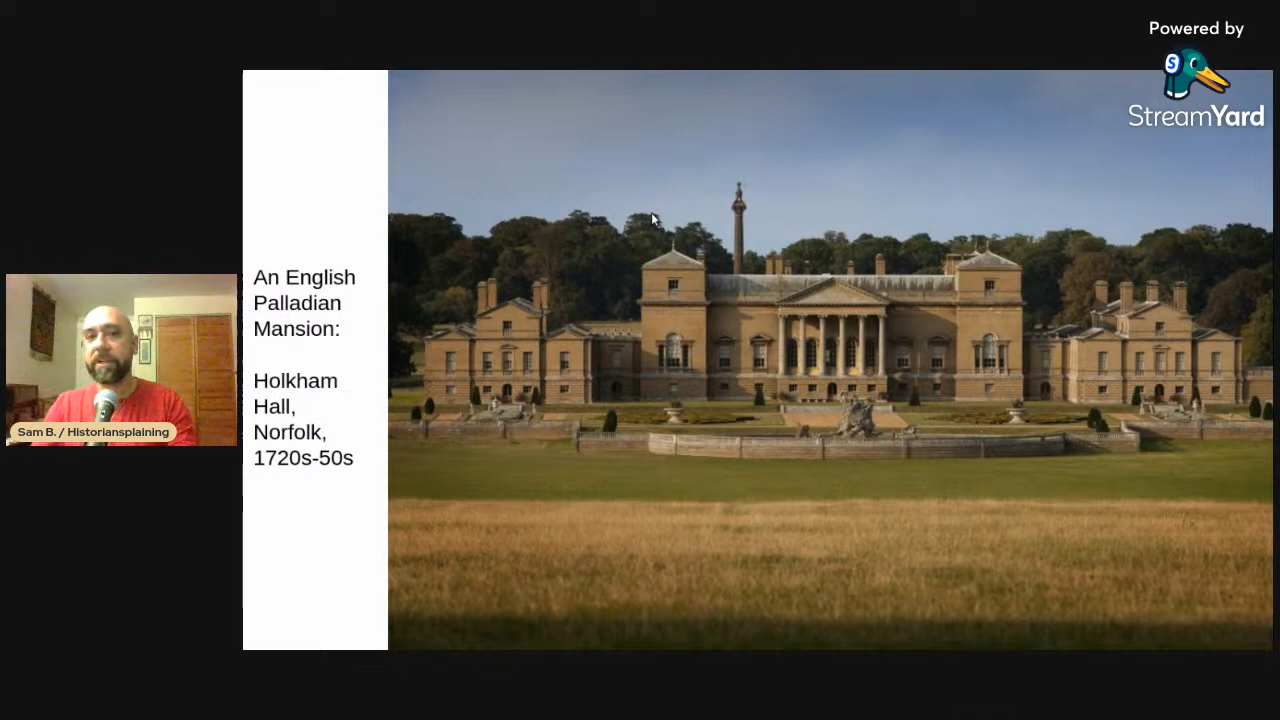 Powered by
S
StreamYard
An English
Palladian
Mansion:
Holkham
Hall,
Norfolk,
1720s-50s
Sam B. / Historiansplaining